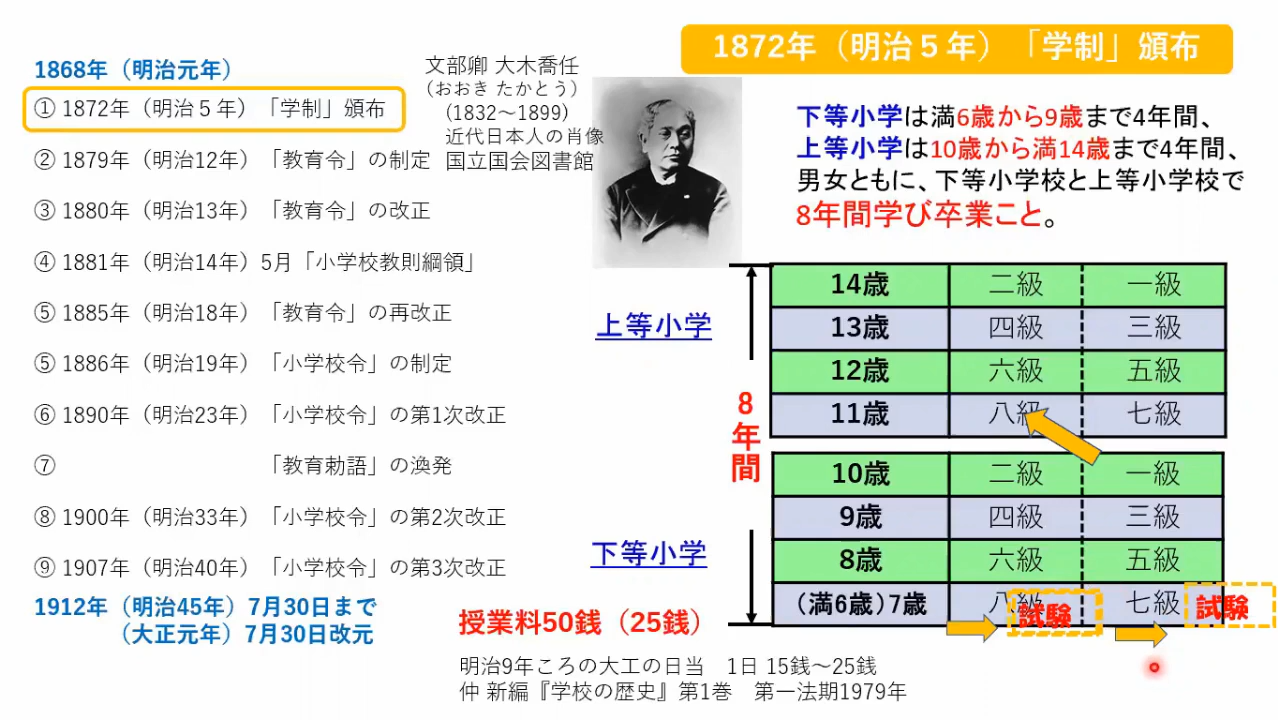 1872年（明治５年）「学制」頒布
1868年（明治元年）
① 1872年（明治５年）「学制」頒布
② 1879年（明治12年）「教育令」の制定
③ 1880年（明治13年）「教育令」の改正
④ 1881年（明治14年）5月「小学校教則綱領」
⑤ 1885年（明治18年）「教育令」の再改正
⑤ 1886年（明治19年）「小学校令」の制定
⑥ 1890年（明治23年）「小学校令」の第1次改正
⑦ 「教育勅語」の渙発
⑧ 1900年（明治33年）「小学校令」の第2次改正
⑨ 1907年（明治40年）「小学校令」の第3次改正
1912年（明治45年）7月30日まで
（大正元年）7月30日改元
文部卿 大木喬任
（おおき たかとう）
（1832～1899）
近代日本人の肖像
国立国会図書館
下等小学は満6歳から9歳まで4年間、
上等小学は10歳から満14歳まで4年間、
男女ともに、下等小学校と上等小学校で
8年間学び卒業こと。
上等小学
14歳 二級 一級
13歳 四級 三級
12歳 六級 五級
11歳 八級 七級
8年間
下等小学
10歳 二級 一級
9歳 四級 三級
8歳 六級 五級
（満6歳）7歳 八級 試験 七級 試験
授業料50銭（25銭）
明治9年ころの大工の日当　1日 15銭～25銭
仲 新編『学校の歴史』第1巻　第一法期1979年